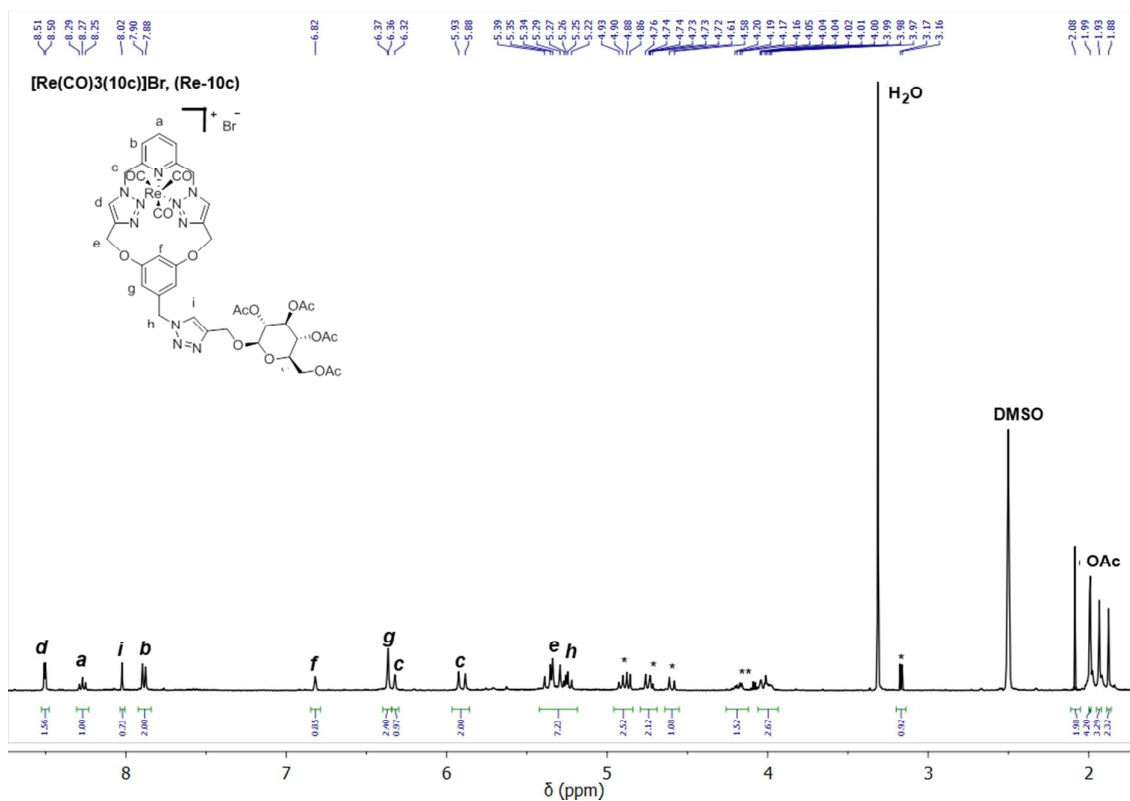 8.51 8.50 8.29 8.27 8.25 8.02 7.90 7.88 6.82 6.37 6.36 6.32 5.93 5.88 5.39 5.35 5.34 5.29 5.27 5.26 5.25 5.22 4.93 4.90 4.88 4.86 4.76 4.74 4.74 4.73 4.73 4.72 4.61 4.58 4.20 4.19 4.17 4.16 4.05 4.04 4.04 4.02 4.01 4.00 3.99 3.98 3.97 3.17 3.16 2.08 1.99 1.93 1.88
[Re(CO)3(10c)]Br, (Re-10c)
H2O
+ Br−
a
b
c
N
OC CO
Re
N N
d
N N
N N
CO
e
f
O O
g
i
h
N
N=N
O
AcO OAc
OAc
O
OAc
DMSO
OAc
d a i b f g c c e h * * * ** *
1.56 1.00 0.73 2.00 0.85 2.40 0.97 2.00 7.23 2.52 2.12 1.08 1.52 2.67 0.92 1.98 4.20 3.29 2.32
8 7 6 5 4 3 2
δ (ppm)